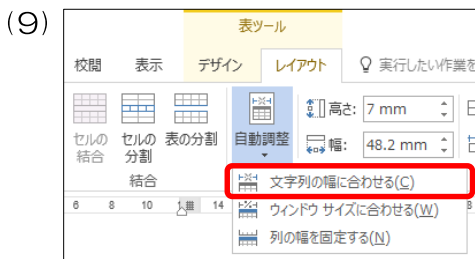 (9)
表ツール
校閲 表示 デザイン レイアウト 実行したい作業を
高さ: 7 mm
セルの結合 セルの分割 表の分割 自動調整 幅: 48.2 mm
結合
文字列の幅に合わせる(C)
6 8 10 14 8
ウィンドウ サイズに合わせる(W)
列の幅を固定する(N)